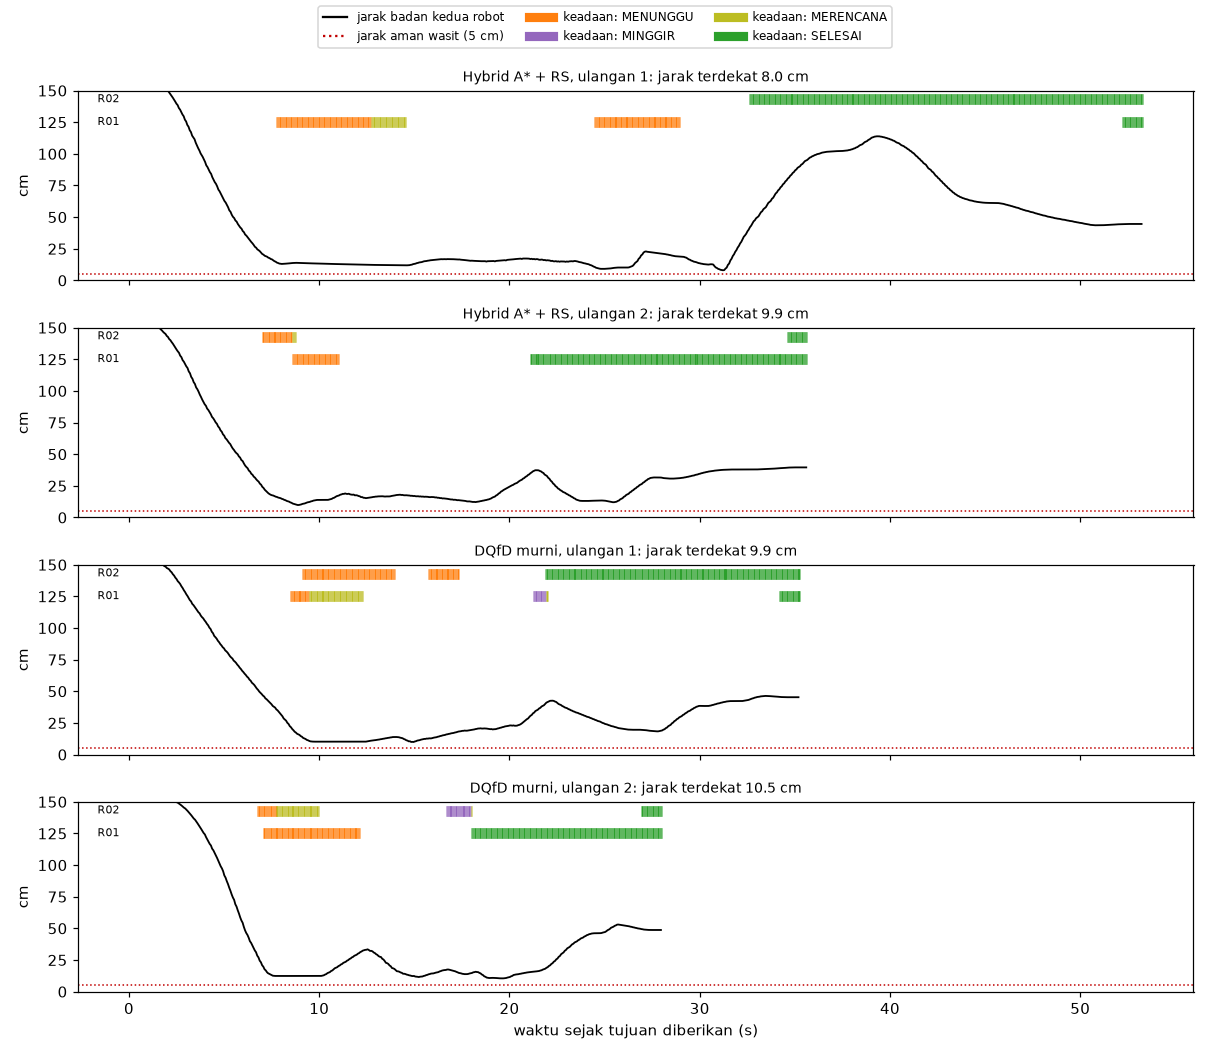 jarak badan kedua robot
jarak aman wasit (5 cm)
keadaan: MENUNGGU
keadaan: MINGGIR
keadaan: MERENCANA
keadaan: SELESAI
Hybrid A* + RS, ulangan 1: jarak terdekat 8.0 cm
150
125
100
75
50
25
0
cm
R02
R01
Hybrid A* + RS, ulangan 2: jarak terdekat 9.9 cm
150
125
100
75
50
25
0
cm
R02
R01
DQfD murni, ulangan 1: jarak terdekat 9.9 cm
150
125
100
75
50
25
0
cm
R02
R01
DQfD murni, ulangan 2: jarak terdekat 10.5 cm
150
125
100
75
50
25
0
cm
R02
R01
0 10 20 30 40 50
waktu sejak tujuan diberikan (s)